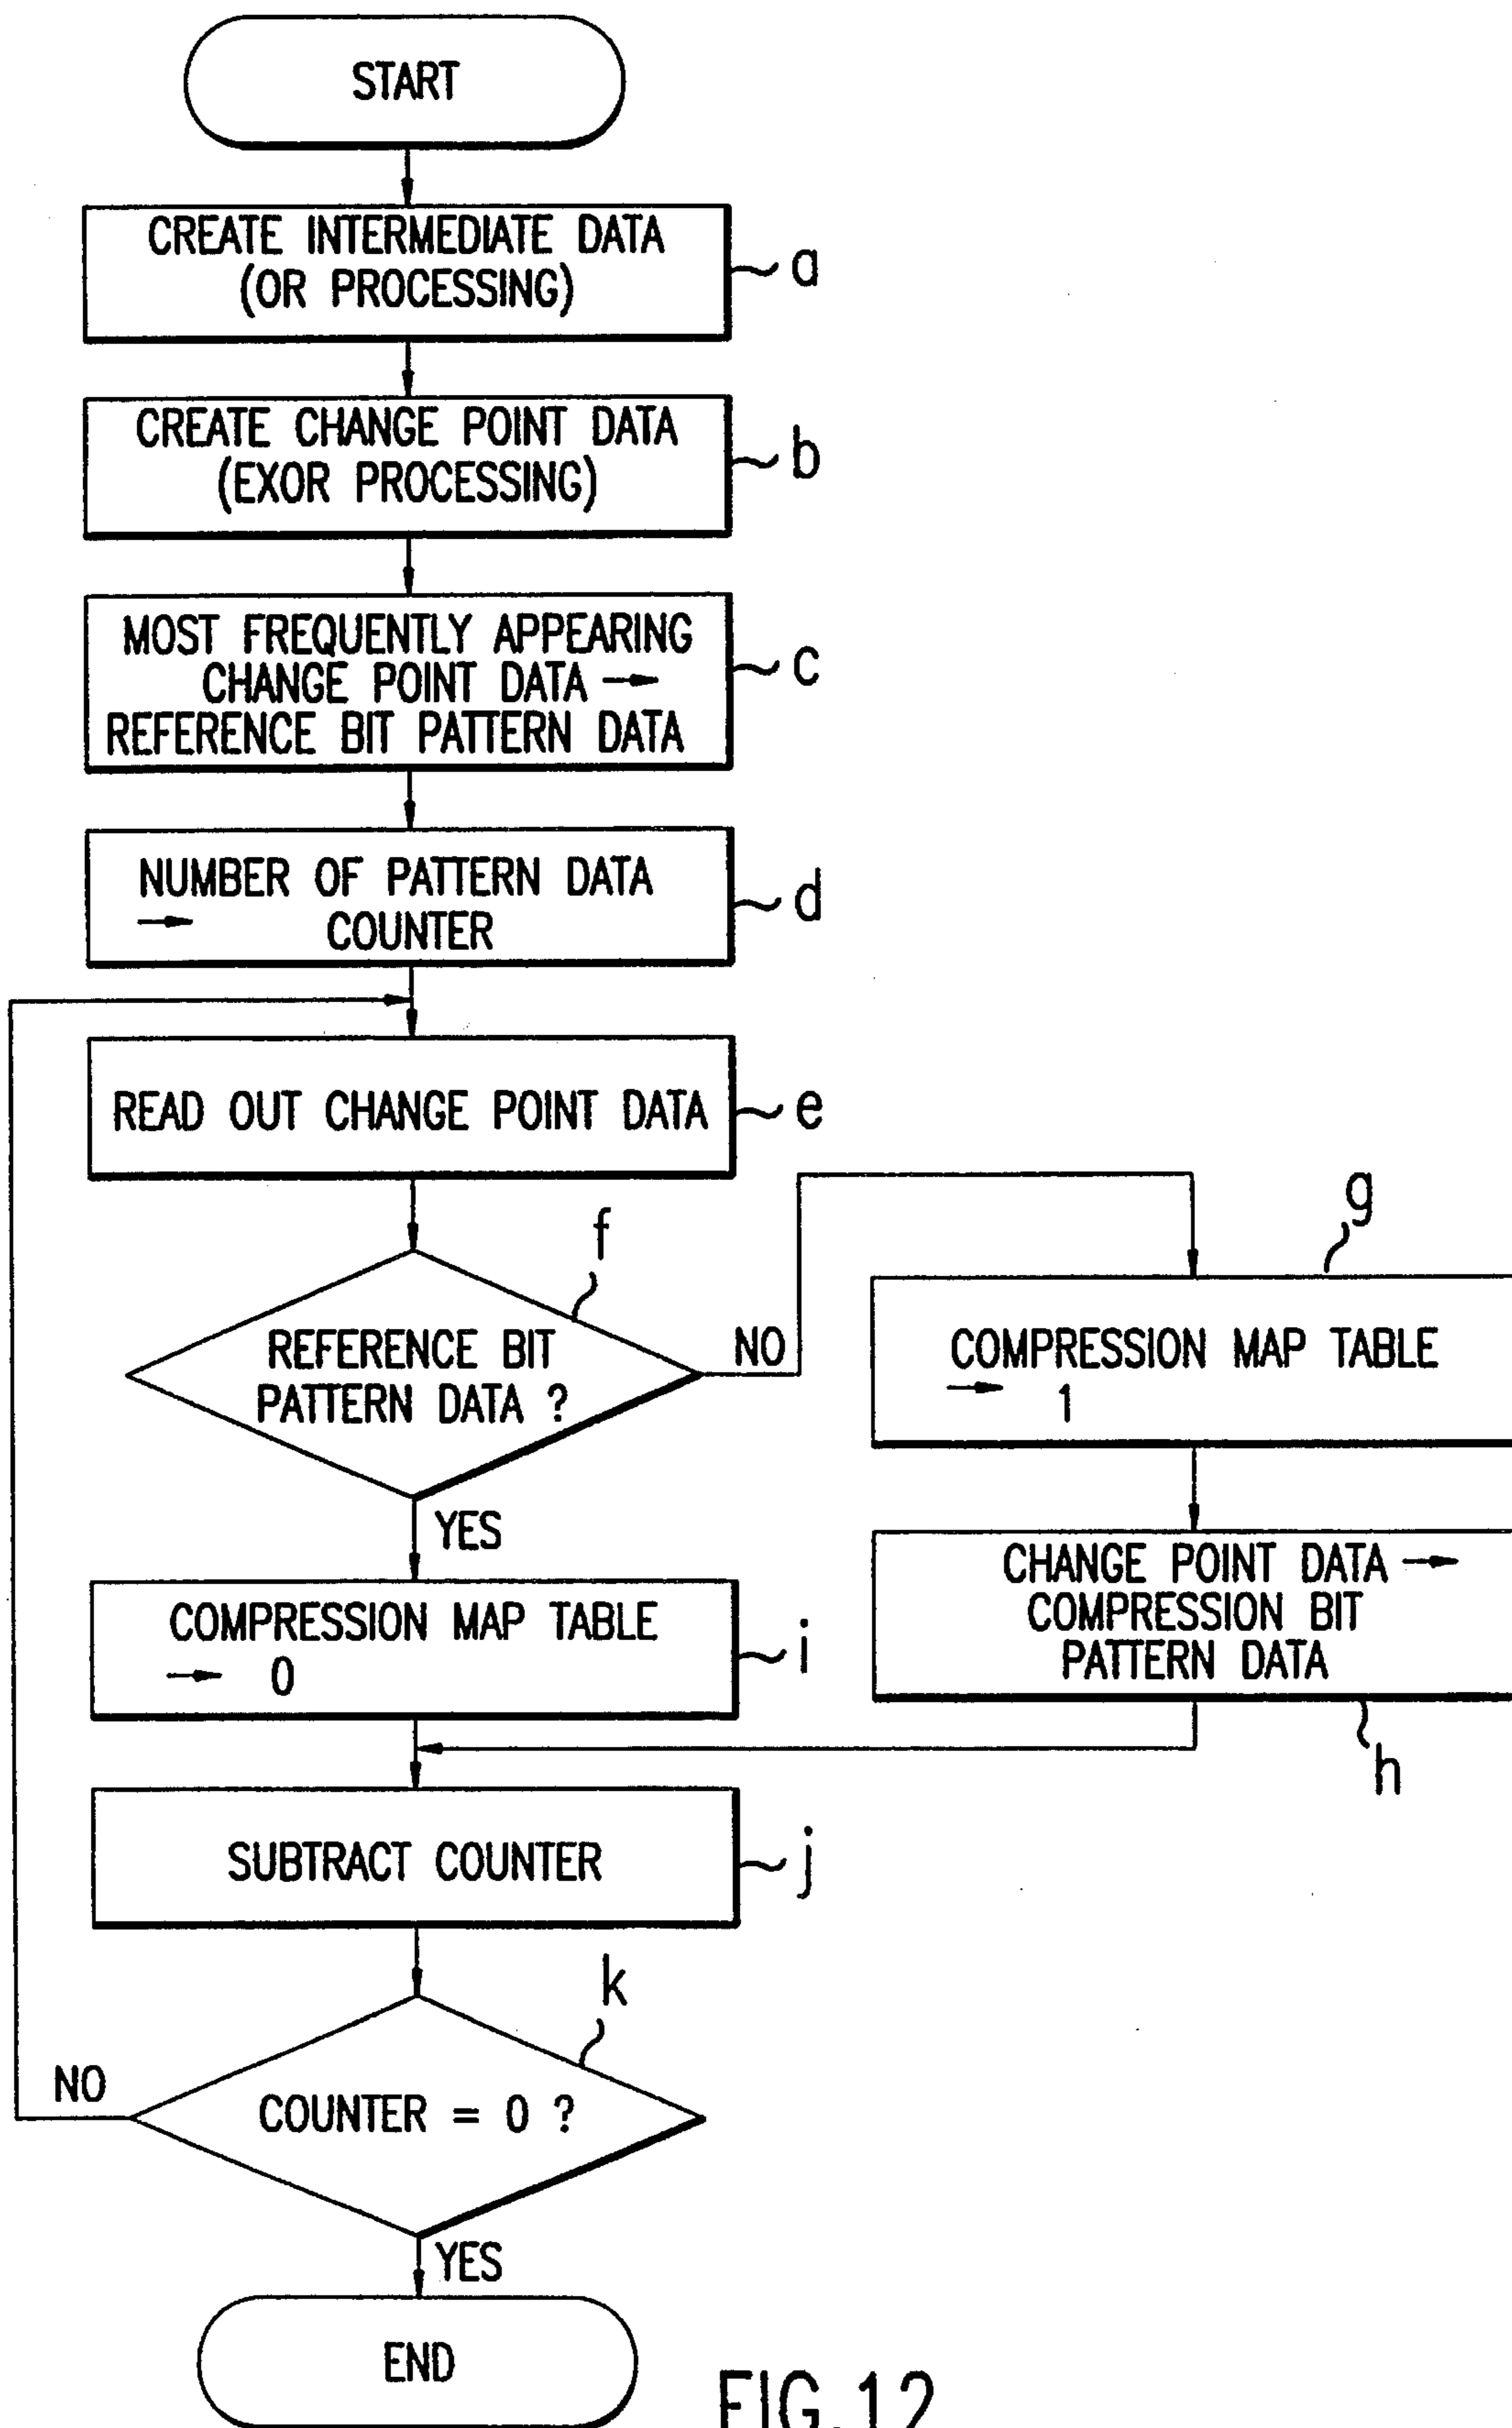 START
CREATE INTERMEDIATE DATA
(OR PROCESSING)
a
CREATE CHANGE POINT DATA
(EXOR PROCESSING)
b
MOST FREQUENTLY APPEARING
CHANGE POINT DATA →
REFERENCE BIT PATTERN DATA
c
NUMBER OF PATTERN DATA
→ COUNTER
d
READ OUT CHANGE POINT DATA
e
f
REFERENCE BIT
PATTERN DATA ?
NO
YES
g
COMPRESSION MAP TABLE
→ 1
CHANGE POINT DATA →
COMPRESSION BIT
PATTERN DATA
h
COMPRESSION MAP TABLE
→ 0
i
SUBTRACT COUNTER
j
k
COUNTER = 0 ?
NO
YES
END
FIG.12